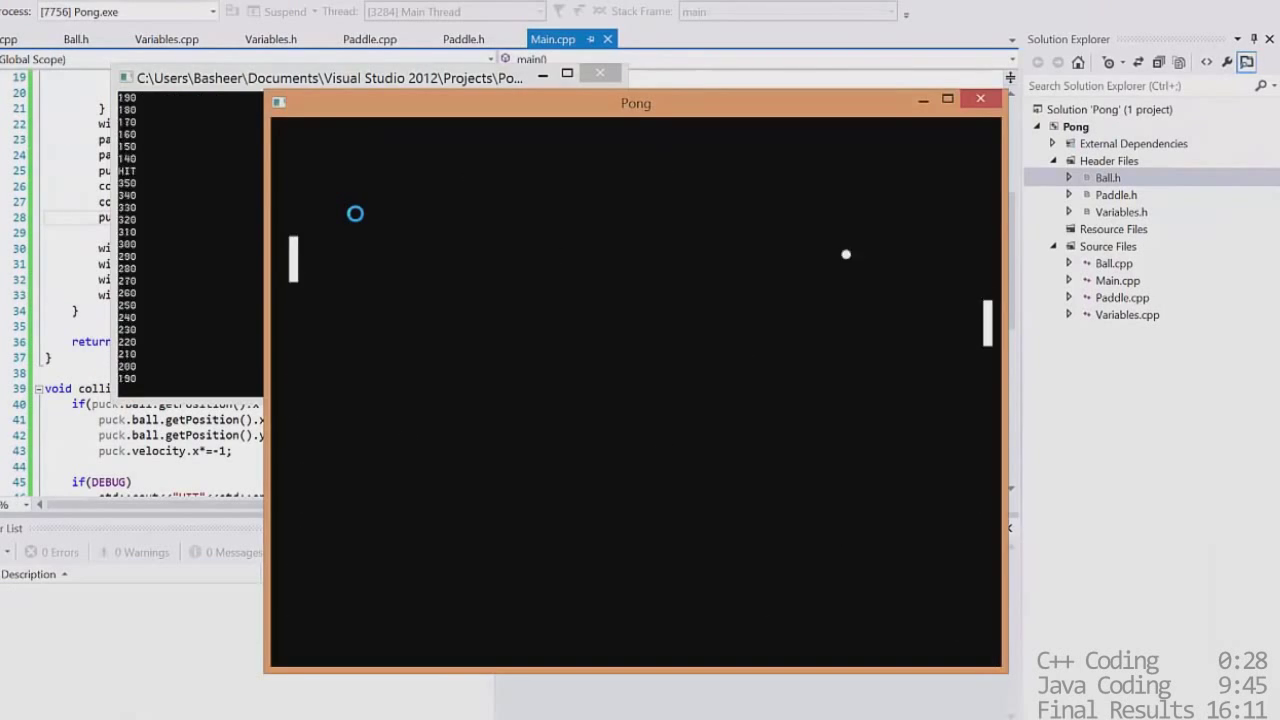 rocess: [7756] Pong.exe Suspend Thread: [3284] Main Thread Stack Frame: main
cpp Ball.h Variables.cpp Variables.h Paddle.cpp Paddle.h Main.cpp
Global Scope) main()
C:\Users\Basheer\Documents\Visual Studio 2012\Projects\Po...
Pong
19
20
21 }
22 wi
23 pa
24 pa
25 pu
26 co
27 co
28 pu
29
30 wi
31 wi
32 wi
33 wi
34 }
35
36 return
37 }
38
39 void colli
40 if(puck.ball.getPosition().x
41 puck.ball.getPosition().x
42 puck.ball.getPosition().y
43 puck.velocity.x*=-1;
44
45 if(DEBUG)
190
180
170
160
150
140
HIT
350
340
330
320
310
300
290
280
270
260
250
240
230
220
210
200
190
%
r List
0 Errors 0 Warnings 0 Messages
Description
Solution Explorer
Search Solution Explorer (Ctrl+;)
Solution 'Pong' (1 project)
Pong
External Dependencies
Header Files
Ball.h
Paddle.h
Variables.h
Resource Files
Source Files
Ball.cpp
Main.cpp
Paddle.cpp
Variables.cpp
C++ Coding 0:28
Java Coding 9:45
Final Results 16:11